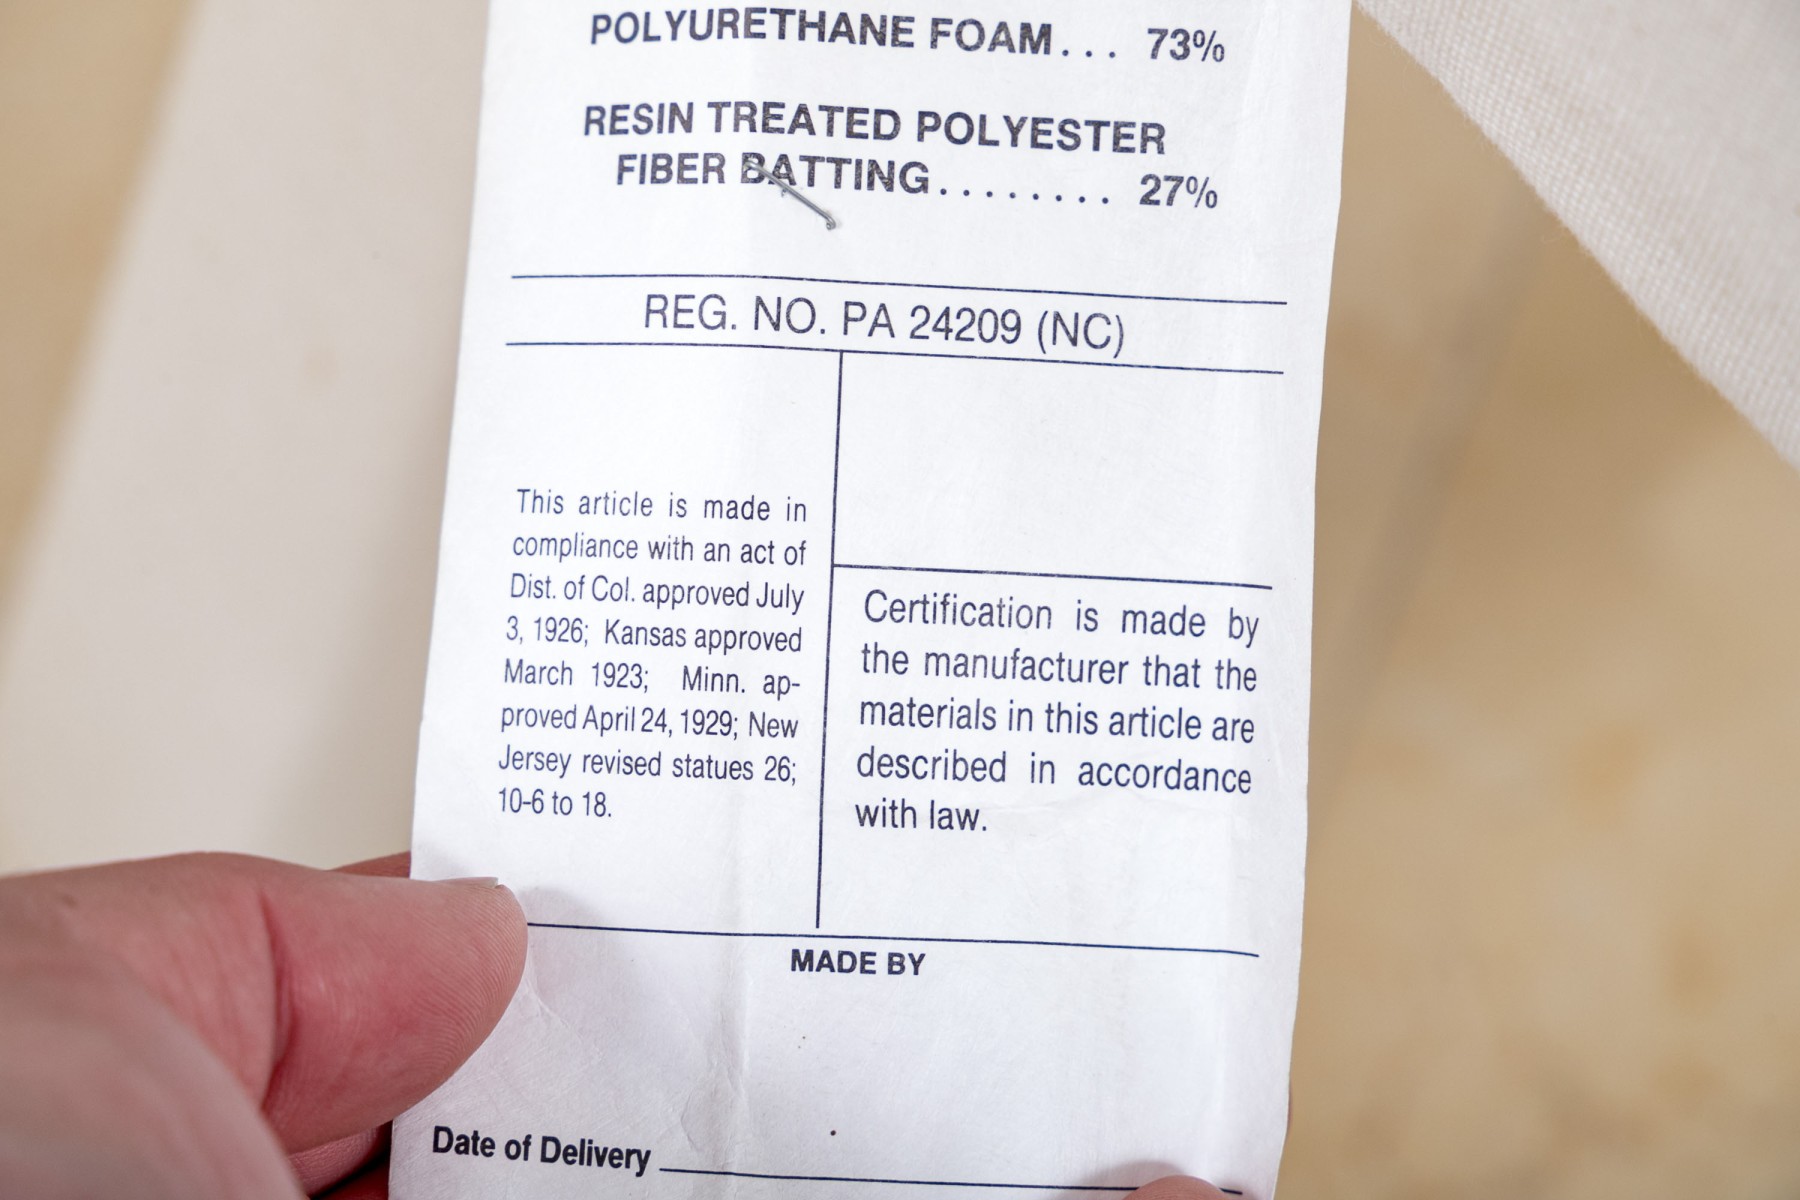 POLYURETHANE FOAM... 73%
RESIN TREATED POLYESTER
FIBER BATTING........ 27%
REG. NO. PA 24209 (NC)
This article is made in
compliance with an act of
Dist. of Col. approved July
3, 1926; Kansas approved
March 1923; Minn. ap-
proved April 24, 1929; New
Jersey revised statues 26;
10-6 to 18.
Certification is made by
the manufacturer that the
materials in this article are
described in accordance
with law.
MADE BY
Date of Delivery